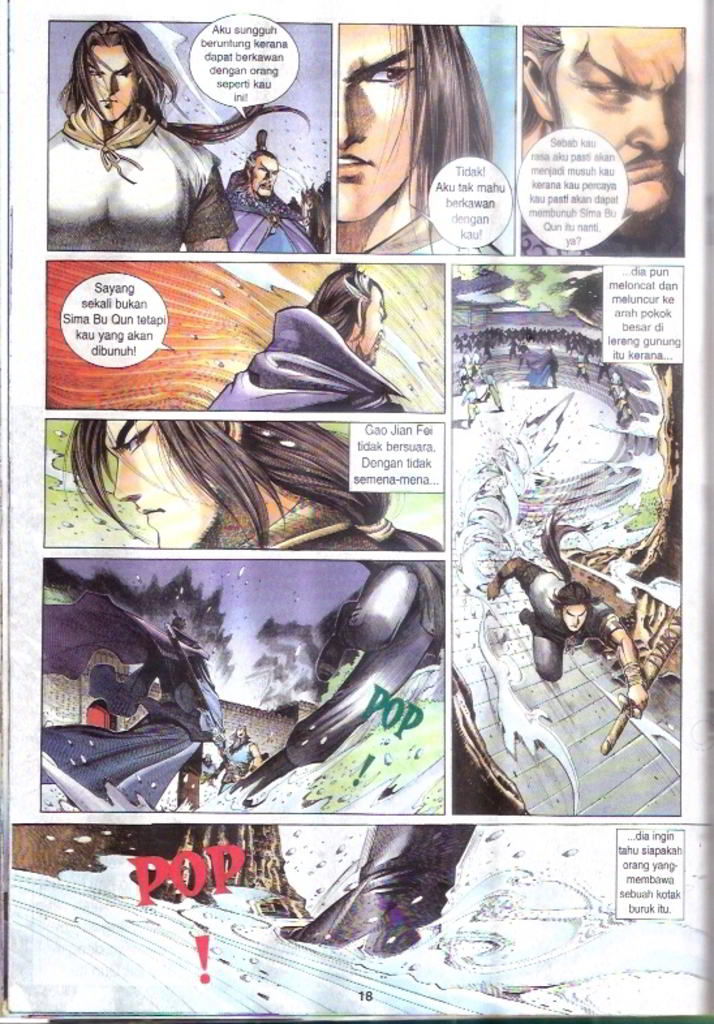 Aku sungguh
beruntung kerana
dapat berkawan
dengan orang
seperti kau
ini!
Tidak!
Aku tak mahu
berkawan
dengan
kau!
Sebab kau
rasa aku pasti akan
menjadi musuh kau
kerana kau percaya
kau pasti akan dapat
membunuh Sima Bu
Qun itu nanti,
ya?
Sayang
sekali bukan
Sima Bu Qun tetapi
kau yang akan
dibunuh!
Gao Jian Fei
tidak bersuara,
Dengan tidak
semena-mena...
...dia pun
meloncat dan
meluncur ke
arah pokok
besar di
lereng gunung
itu kerana...
POP
!
POP
!
...dia ingin
tahu siapakah
orang yang-
membawa
sebuah kotak
buruk itu.
18